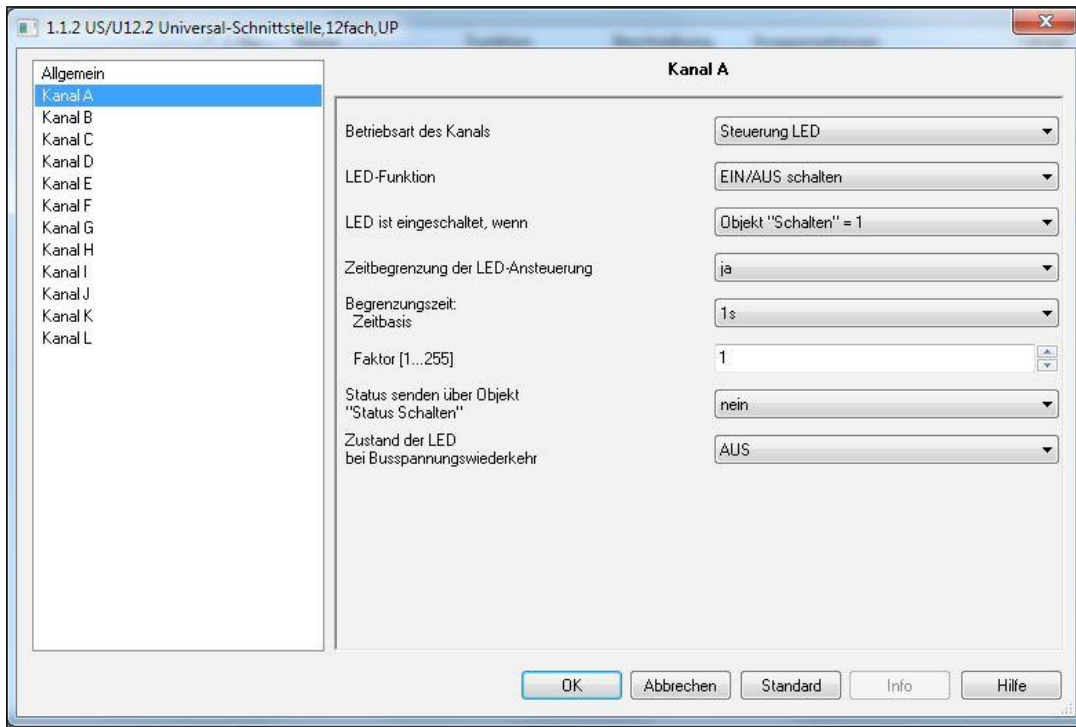 1.1.2 US/U12.2 Universal-Schnittstelle,12fach,UP
Allgemein
Kanal A
Kanal B
Kanal C
Kanal D
Kanal E
Kanal F
Kanal G
Kanal H
Kanal I
Kanal J
Kanal K
Kanal L
Kanal A
Betriebsart des Kanals
Steuerung LED
LED-Funktion
EIN/AUS schalten
LED ist eingeschaltet, wenn
Objekt "Schalten" = 1
Zeitbegrenzung der LED-Ansteuerung
ja
Begrenzungszeit:
Zeitbasis
1s
Faktor [1...255]
1
Status senden über Objekt
"Status Schalten"
nein
Zustand der LED
bei Busspannungswiederkehr
AUS
OK
Abbrechen
Standard
Info
Hilfe